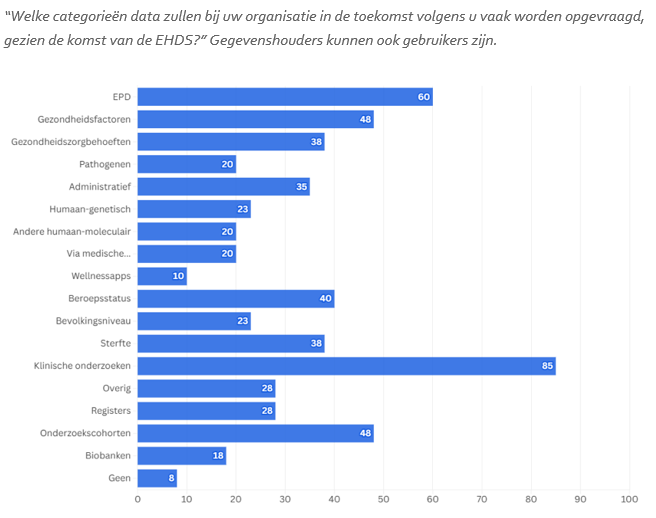 “Welke categorieën data zullen bij uw organisatie in de toekomst volgens u vaak worden opgevraagd,
gezien de komst van de EHDS?” Gegevenshouders kunnen ook gebruikers zijn.
EPD 60
Gezondheidsfactoren 48
Gezondheidszorgbehoeften 38
Pathogenen 20
Administratief 35
Humaan-genetisch 23
Andere humaan-moleculair 20
Via medische... 20
Wellnessapps 10
Beroepsstatus 40
Bevolkingsniveau 23
Sterfte 38
Klinische onderzoeken 85
Overig 28
Registers 28
Onderzoekscohorten 48
Biobanken 18
Geen 8
0 10 20 30 40 50 60 70 80 90 100